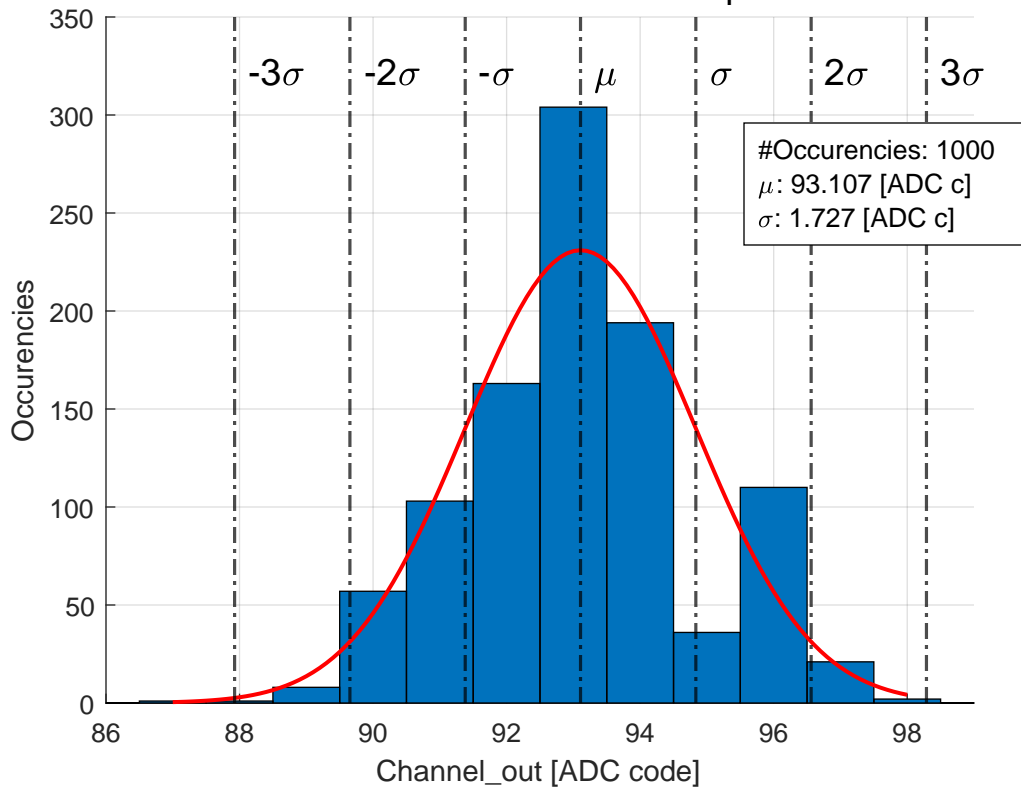 350
300
250
200
150
100
50
0
Occurencies
-3σ
-2σ
-σ
μ
σ
2σ
3σ
#Occurencies: 1000
μ: 93.107 [ADC c]
σ: 1.727 [ADC c]
86
88
90
92
94
96
98
Channel_out [ADC code]